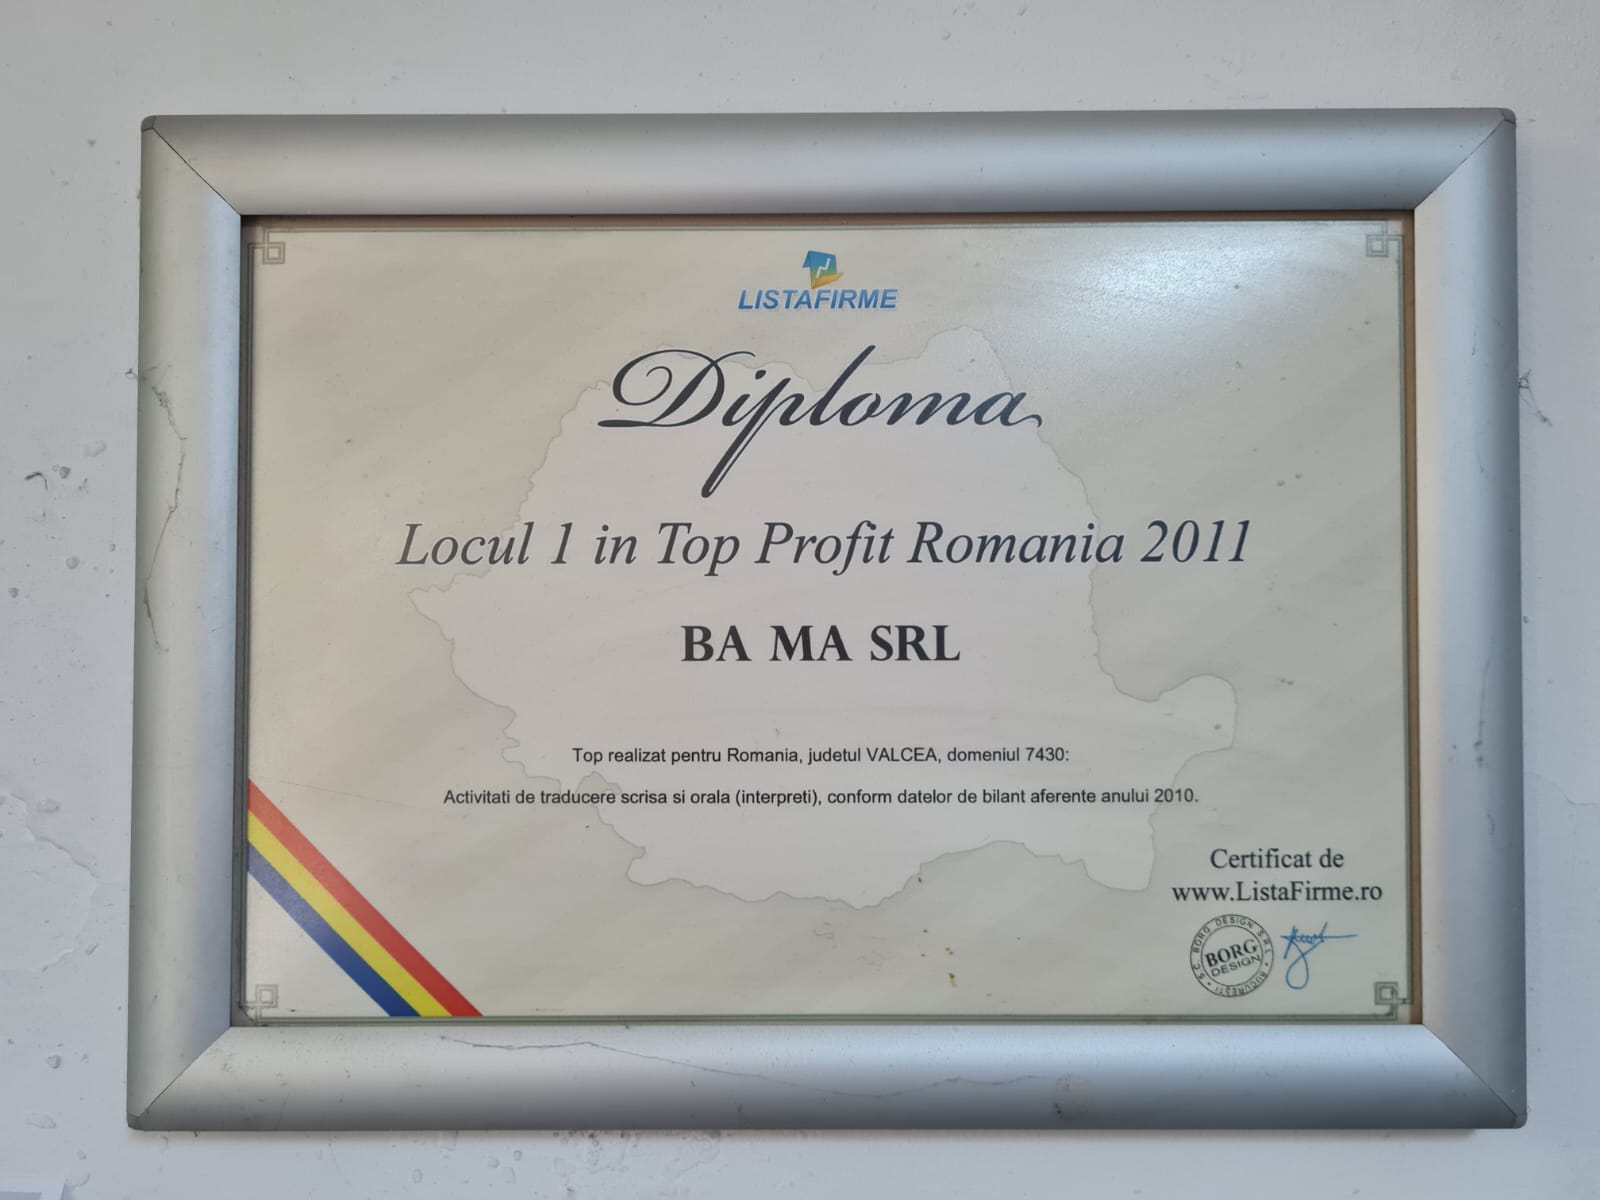 LISTAFIRME
Diploma
Locul 1 in Top Profit Romania 2011
BA MA SRL
Top realizat pentru Romania, judetul VALCEA, domeniul 7430:
Activitati de traducere scrisa si orala (interpreti), conform datelor de bilant aferente anului 2010.
Certificat de
www.ListaFirme.ro
S.C. BORG DESIGN S.R.L. • BUCUREŞTI •
BORG
DESIGN